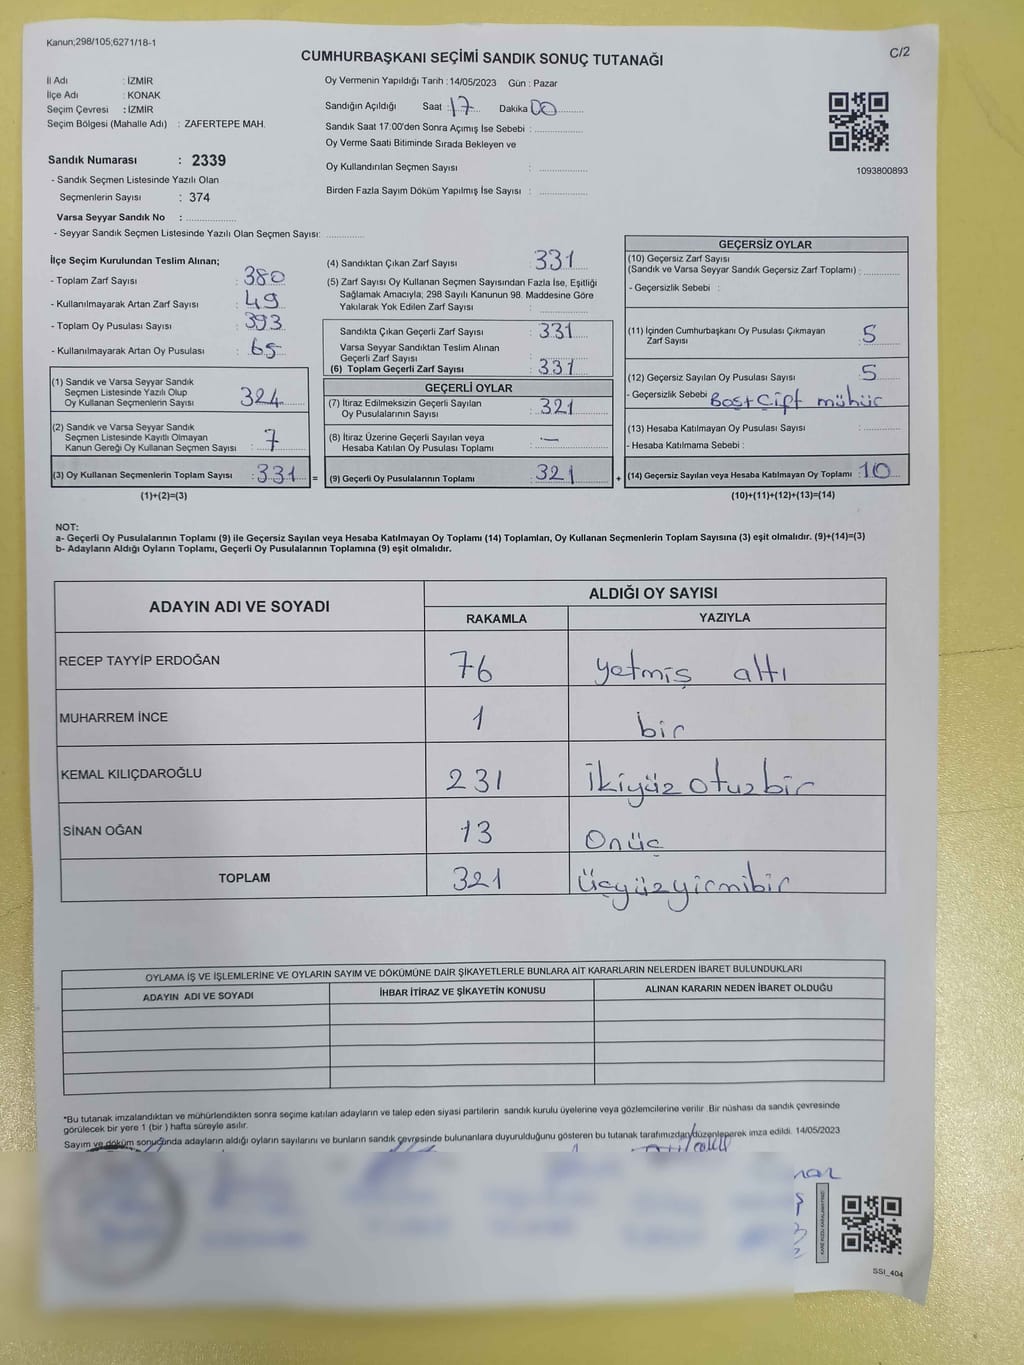 Kanun;298/105;6271/18-1
C/2
CUMHURBAŞKANI SEÇİMİ SANDIK SONUÇ TUTANAĞI
İl Adı : İZMİR
İlçe Adı : KONAK
Seçim Çevresi : İZMİR
Seçim Bölgesi (Mahalle Adı) : ZAFERTEPE MAH.
Sandık Numarası : 2339
- Sandık Seçmen Listesinde Yazılı Olan
Seçmenlerin Sayısı : 374
Varsa Seyyar Sandık No : ..................
- Seyyar Sandık Seçmen Listesinde Yazılı Olan Seçmen Sayısı: ..............
Oy Vermenin Yapıldığı Tarih : 14/05/2023 Gün : Pazar
Sandığın Açıldığı Saat : 17 Dakika 00
Sandık Saat 17:00'den Sonra Açımış İse Sebebi : ..................
Oy Verme Saati Bitiminde Sırada Bekleyen ve
Oy Kullandırılan Seçmen Sayısı : ..................
Birden Fazla Sayım Döküm Yapılmış İse Sayısı : ..................
1093800893
İlçe Seçim Kurulundan Teslim Alınan;
- Toplam Zarf Sayısı : 380
- Kullanılmayarak Artan Zarf Sayısı : 49
- Toplam Oy Pusulası Sayısı : 393
- Kullanılmayarak Artan Oy Pusulası : 65
(1) Sandık ve Varsa Seyyar Sandık
Seçmen Listesinde Yazılı Olup
Oy Kullanan Seçmenlerin Sayısı : 324
(2) Sandık ve Varsa Seyyar Sandık
Seçmen Listesinde Kayıtlı Olmayan
Kanun Gereği Oy Kullanan Seçmen Sayısı : 7
(3) Oy Kullanan Seçmenlerin Toplam Sayısı : 331 =
(1)+(2)=(3)
(4) Sandıktan Çıkan Zarf Sayısı : 331
(5) Zarf Sayısı Oy Kullanan Seçmen Sayısından Fazla İse, Eşitliği
Sağlamak Amacıyla; 298 Sayılı Kanunun 98. Maddesine Göre
Yakılarak Yok Edilen Zarf Sayısı : ..................
Sandıkta Çıkan Geçerli Zarf Sayısı : 331
Varsa Seyyar Sandıktan Teslim Alınan
Geçerli Zarf Sayısı : ..................
(6) Toplam Geçerli Zarf Sayısı : 331
GEÇERLİ OYLAR
(7) İtiraz Edilmeksizin Geçerli Sayılan
Oy Pusulalarının Sayısı : 321
(8) İtiraz Üzerine Geçerli Sayılan veya
Hesaba Katılan Oy Pusulası Toplamı : —
(9) Geçerli Oy Pusulalarının Toplamı : 321 +
GEÇERSİZ OYLAR
(10) Geçersiz Zarf Sayısı
(Sandık ve Varsa Seyyar Sandık Geçersiz Zarf Toplamı) : ............
- Geçersizlik Sebebi :
(11) İçinden Cumhurbaşkanı Oy Pusulası Çıkmayan
Zarf Sayısı : 5
(12) Geçersiz Sayılan Oy Pusulası Sayısı : 5
- Geçersizlik Sebebi : Boş+Çift mühür
(13) Hesaba Katılmayan Oy Pusulası Sayısı : ............
- Hesaba Katılmama Sebebi :
(14) Geçersiz Sayılan veya Hesaba Katılmayan Oy Toplamı : 10
(10)+(11)+(12)+(13)=(14)
NOT:
a- Geçerli Oy Pusulalarının Toplamı (9) ile Geçersiz Sayılan veya Hesaba Katılmayan Oy Toplamı (14) Toplamları, Oy Kullanan Seçmenlerin Toplam Sayısına (3) eşit olmalıdır. (9)+(14)=(3)
b- Adayların Aldığı Oyların Toplamı, Geçerli Oy Pusulalarının Toplamına (9) eşit olmalıdır.
ADAYIN ADI VE SOYADI ALDIĞI OY SAYISI
RAKAMLA YAZIYLA
RECEP TAYYİP ERDOĞAN 76 yetmiş altı
MUHARREM İNCE 1 bir
KEMAL KILIÇDAROĞLU 231 İkiyüzotuzbir
SİNAN OĞAN 13 Onüç
TOPLAM 321 Üçyüzyirmibir
OYLAMA İŞ VE İŞLEMLERİNE VE OYLARIN SAYIM VE DÖKÜMÜNE DAİR ŞİKAYETLERLE BUNLARA AİT KARARLARIN NELERDEN İBARET BULUNDUKLARI
ADAYIN ADI VE SOYADI İHBAR İTİRAZ VE ŞİKAYETİN KONUSU ALINAN KARARIN NEDEN İBARET OLDUĞU
*Bu tutanak imzalandıktan ve mühürlendikten sonra seçime katılan adayların ve talep eden siyasi partilerin sandık kurulu üyelerine veya gözlemcilerine verilir .Bir nüshası da sandık çevresinde
görülecek bir yere 1 (bir ) hafta süreyle asılır.
Sayım ve döküm sonuçunda adayların aldığı oyların sayılarını ve bunların sandık çevresinde bulunanlara duyurulduğunu gösteren bu tutanak tarafımızdan düzenlenerek imza edildi. 14/05/2023
SSI_404